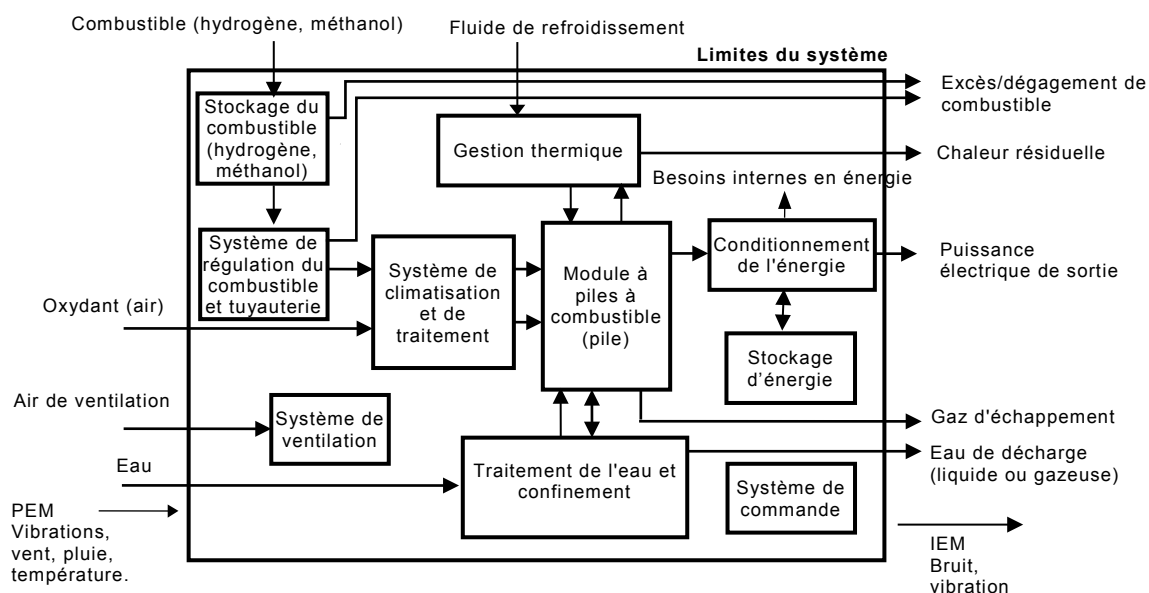 Combustible (hydrogène, méthanol)
Fluide de refroidissement
Limites du système
Stockage du
combustible
(hydrogène,
méthanol)
Excès/dégagement de
combustible
Gestion thermique
Chaleur résiduelle
Besoins internes en énergie
Système de
régulation du
combustible
et tuyauterie
Système de
climatisation
et de
traitement
Module à
piles à
combustible
(pile)
Conditionnement
de l'énergie
Puissance
électrique de sortie
Oxydant (air)
Stockage
d’énergie
Air de ventilation
Système de
ventilation
Gaz d'échappement
Eau
Traitement de l'eau et
confinement
Eau de décharge
(liquide ou gazeuse)
Système de
commande
PEM
Vibrations,
vent, pluie,
température.
IEM
Bruit,
vibration